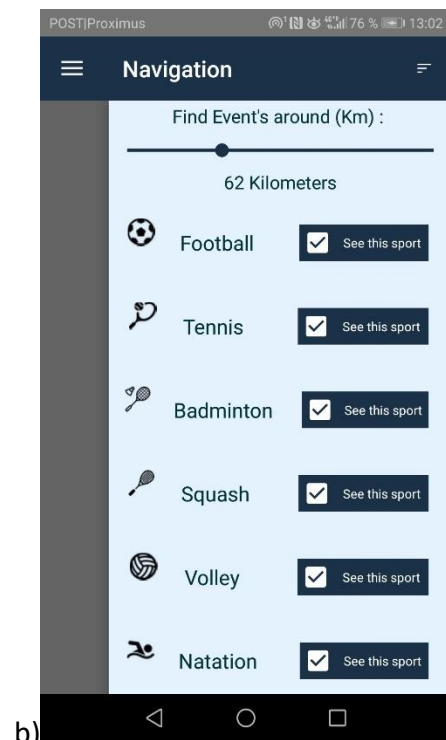 POST|Proximus 76 % 13:02
Navigation
Find Event's around (Km) :
62 Kilometers
Football See this sport
Tennis See this sport
Badminton See this sport
Squash See this sport
Volley See this sport
Natation See this sport
b)